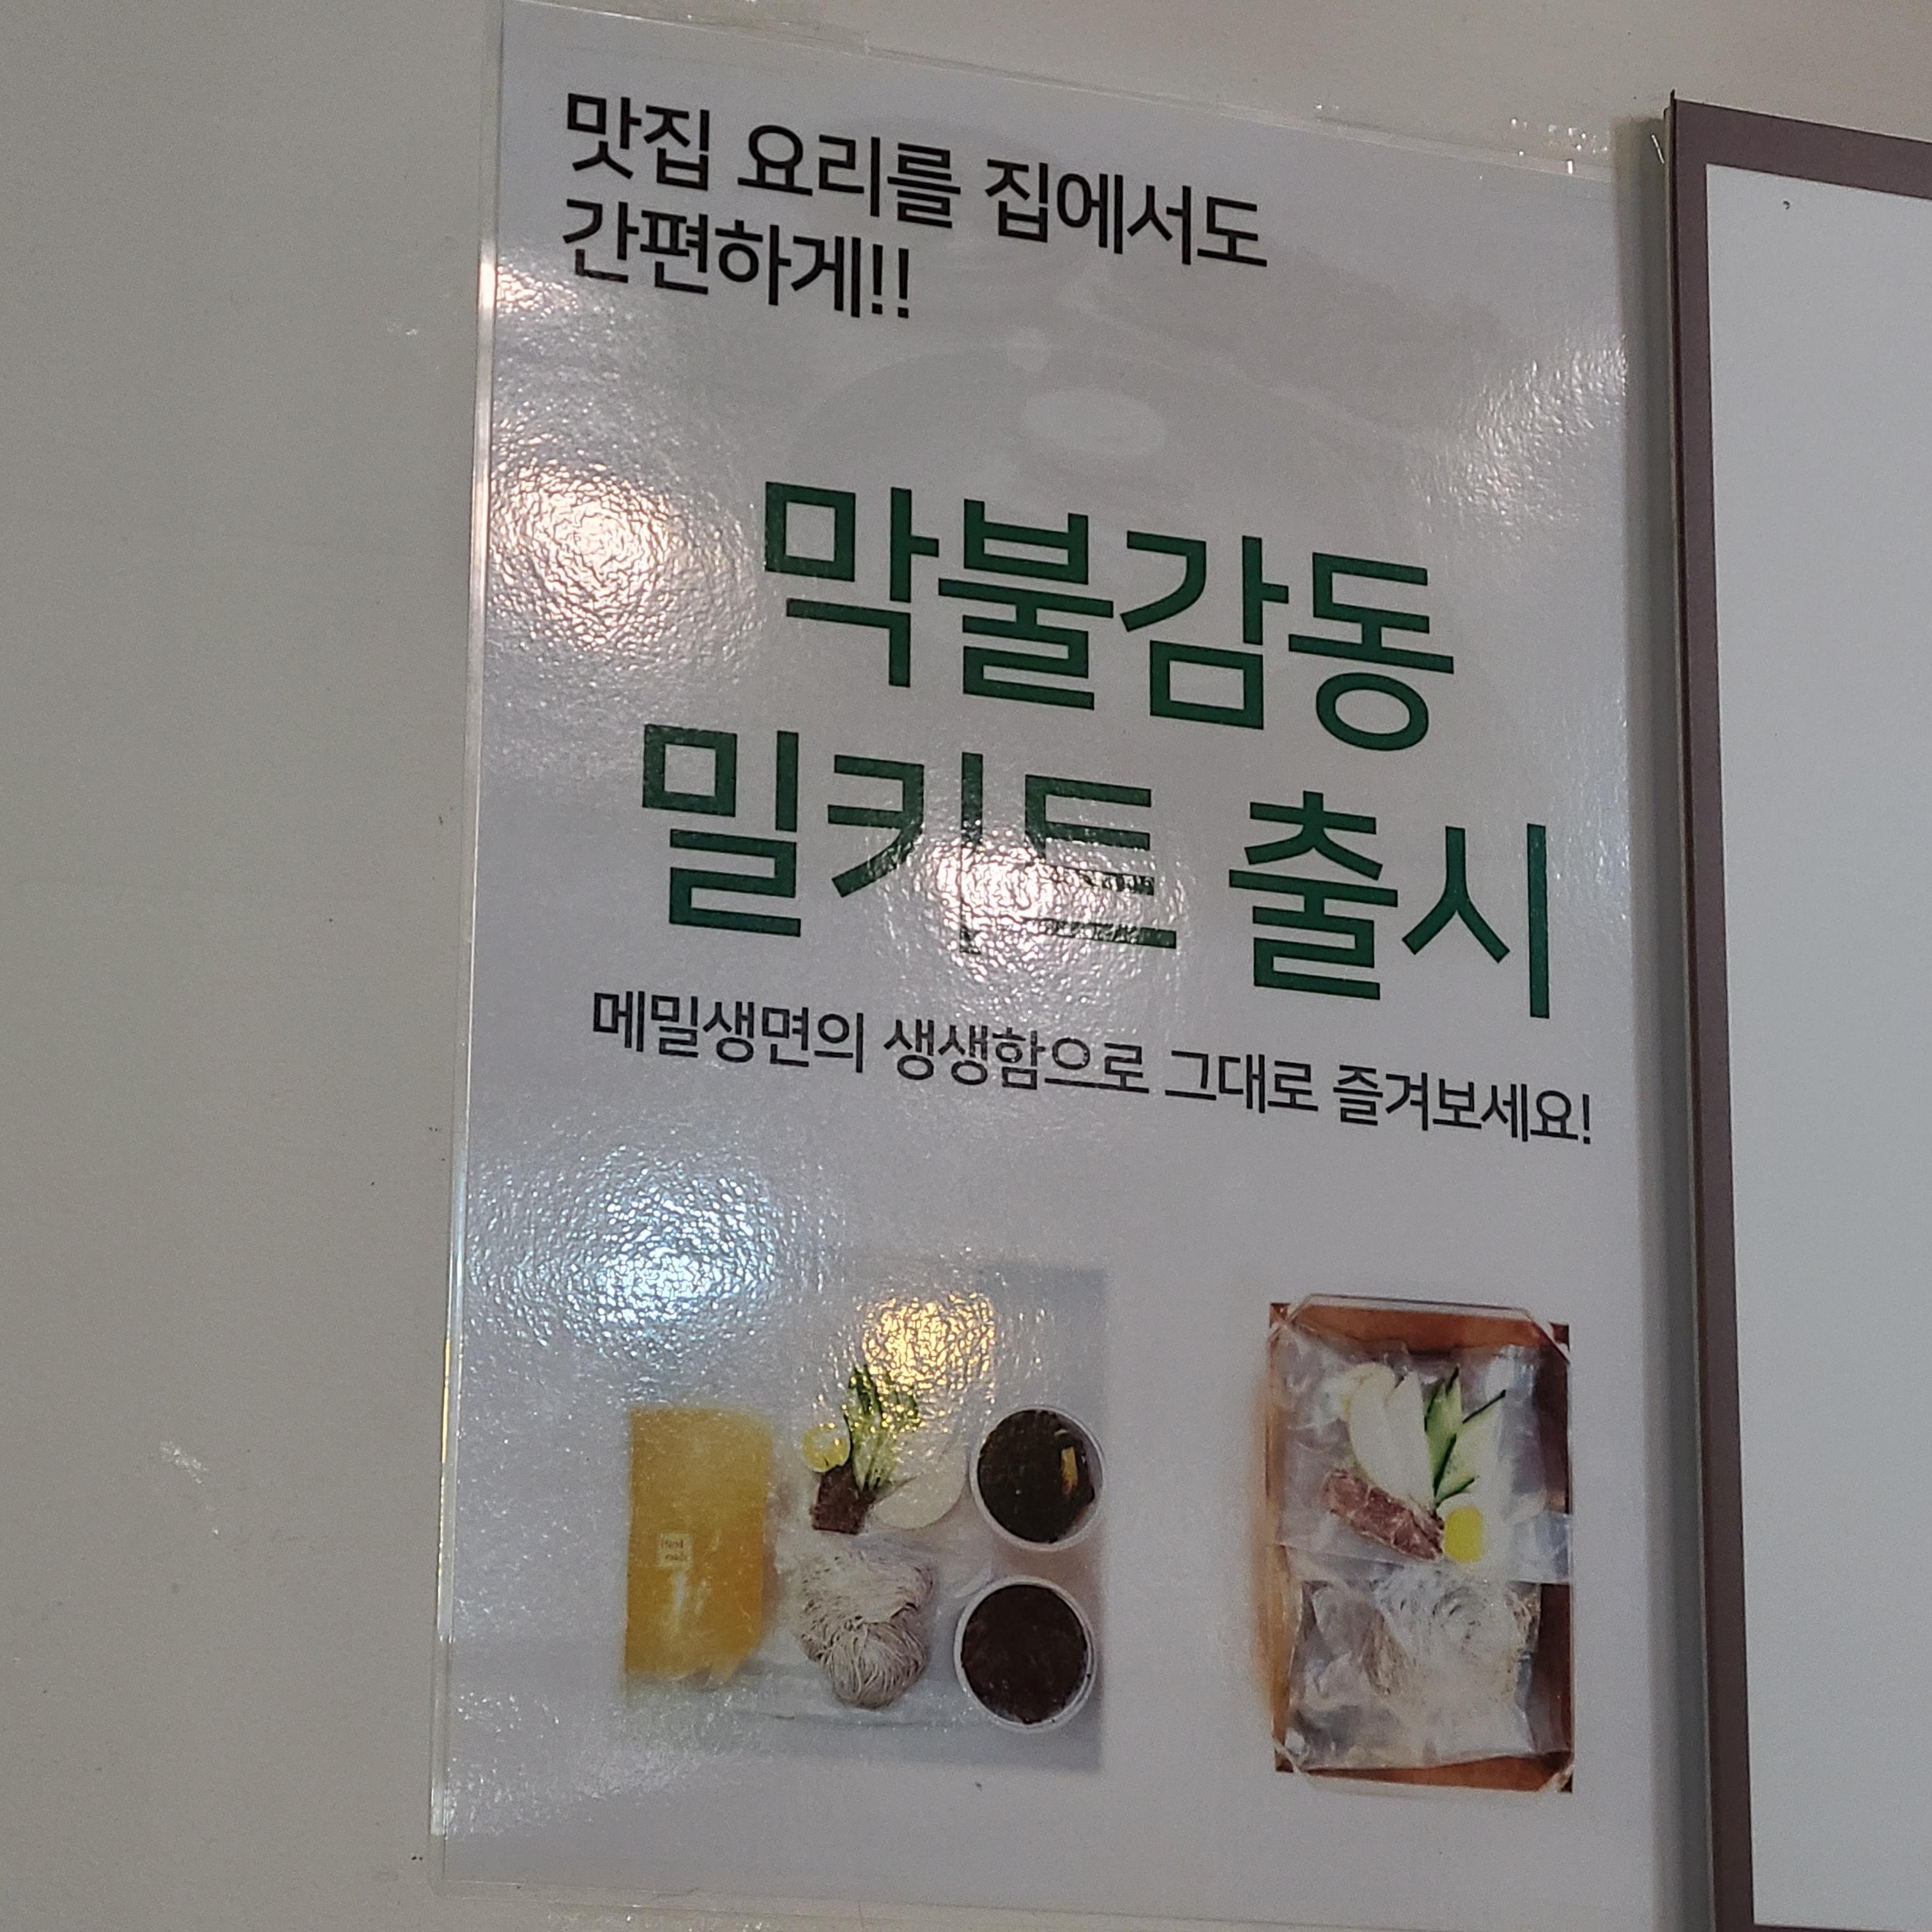 맛집 요리를 집에서도
간편하게!!
막불감동
밀키트 출시
메밀생면의 생생함으로 그대로 즐겨보세요!